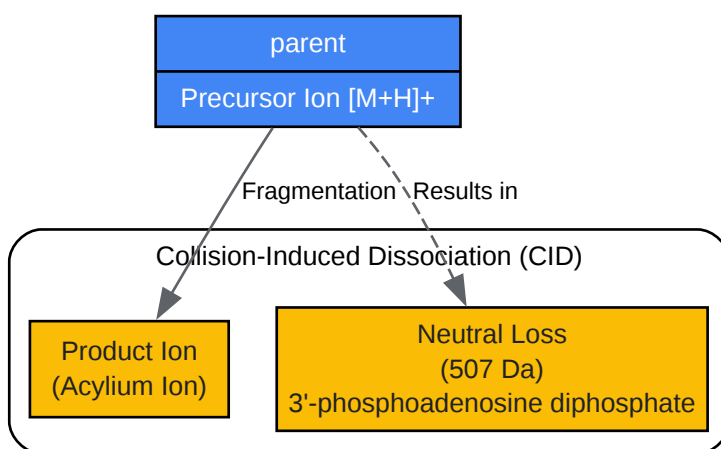 parent
Precursor Ion [M+H]+
Fragmentation
Results in
Collision-Induced Dissociation (CID)
Product Ion
(Acylium Ion)
Neutral Loss
(507 Da)
3'-phosphoadenosine diphosphate